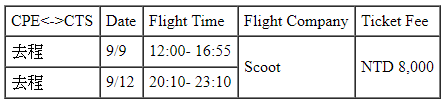 CPE<->CTS Date Flight Time Flight Company Ticket Fee
去程 9/9 12:00- 16:55 Scoot NTD 8,000
去程 9/12 20:10- 23:10